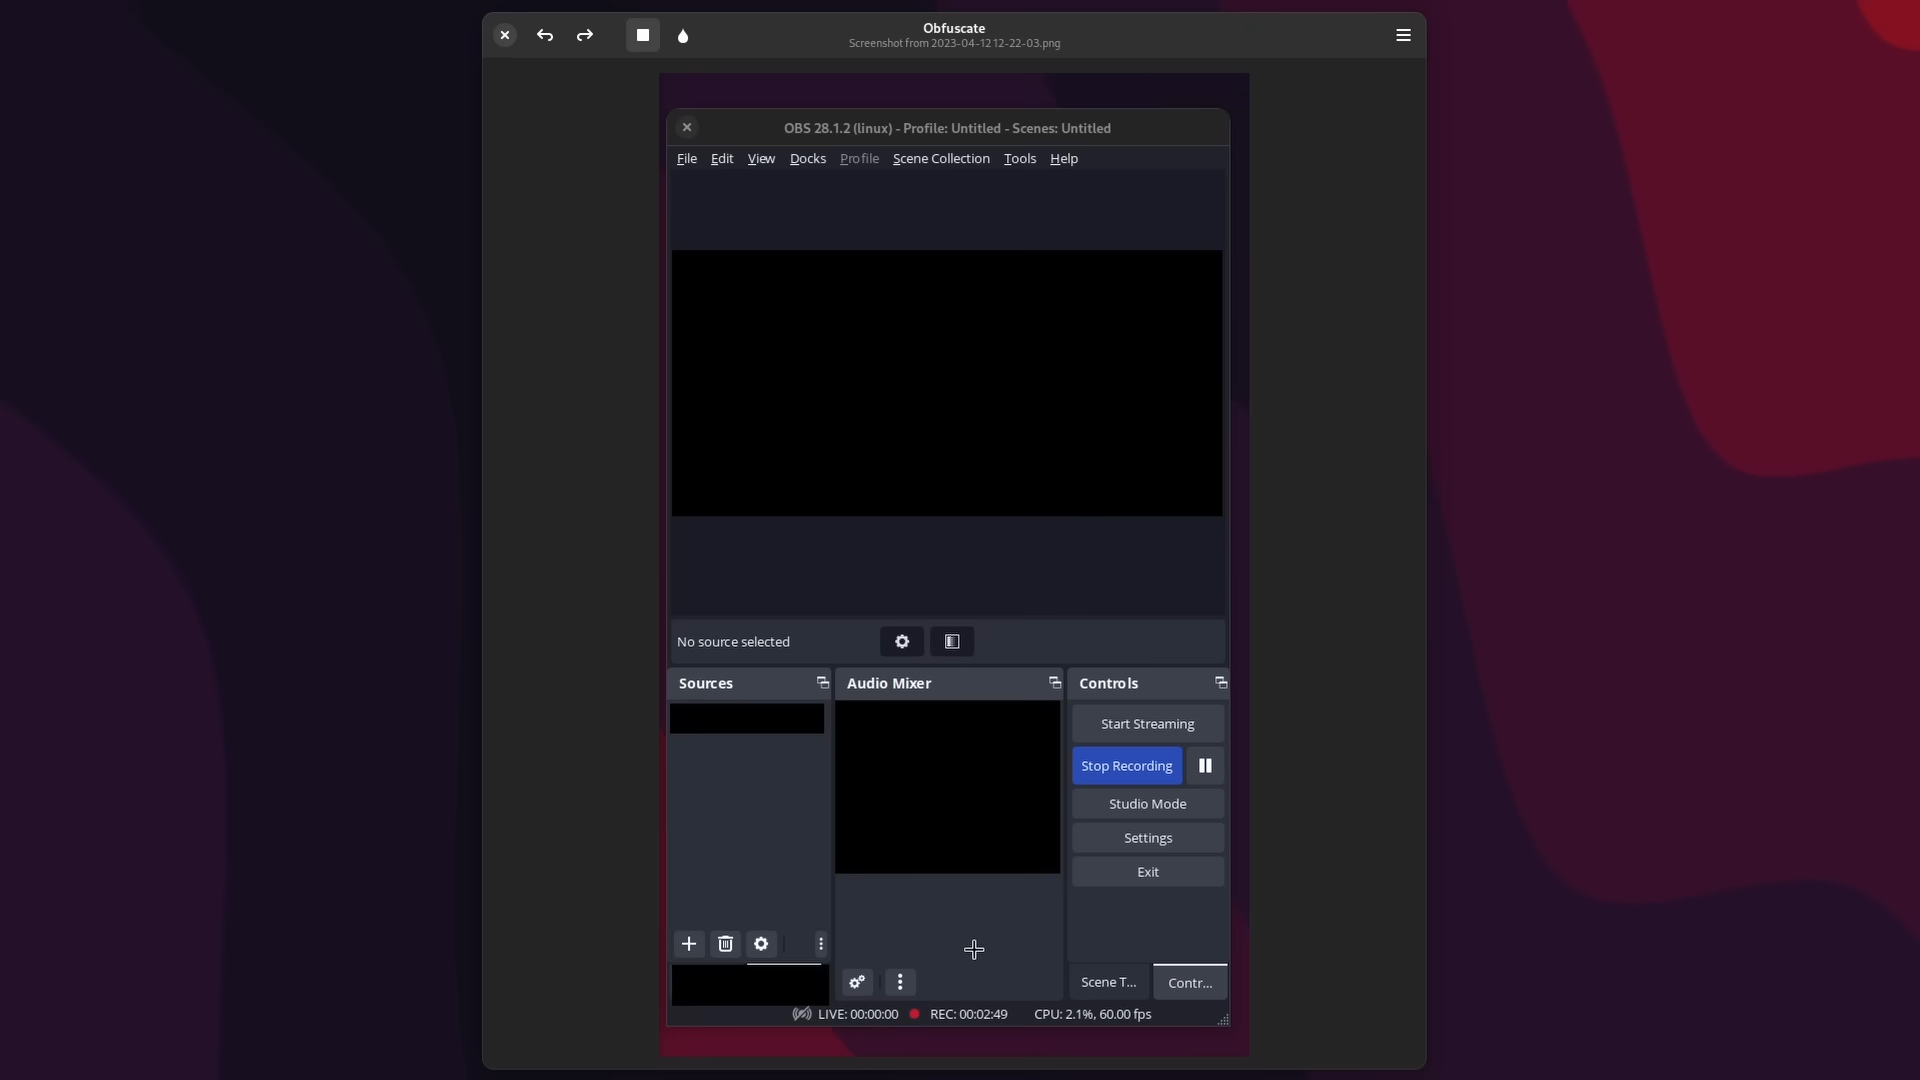 Obfuscate
Screenshot from 2023-04-12 12-22-03.png
OBS 28.1.2 (linux) - Profile: Untitled - Scenes: Untitled
File Edit View Docks Profile Scene Collection Tools Help
No source selected
Sources Audio Mixer Controls
Start Streaming
Stop Recording
Studio Mode
Settings
Exit
Scene T... Contr...
LIVE: 00:00:00 REC: 00:02:49 CPU: 2.1%, 60.00 fps